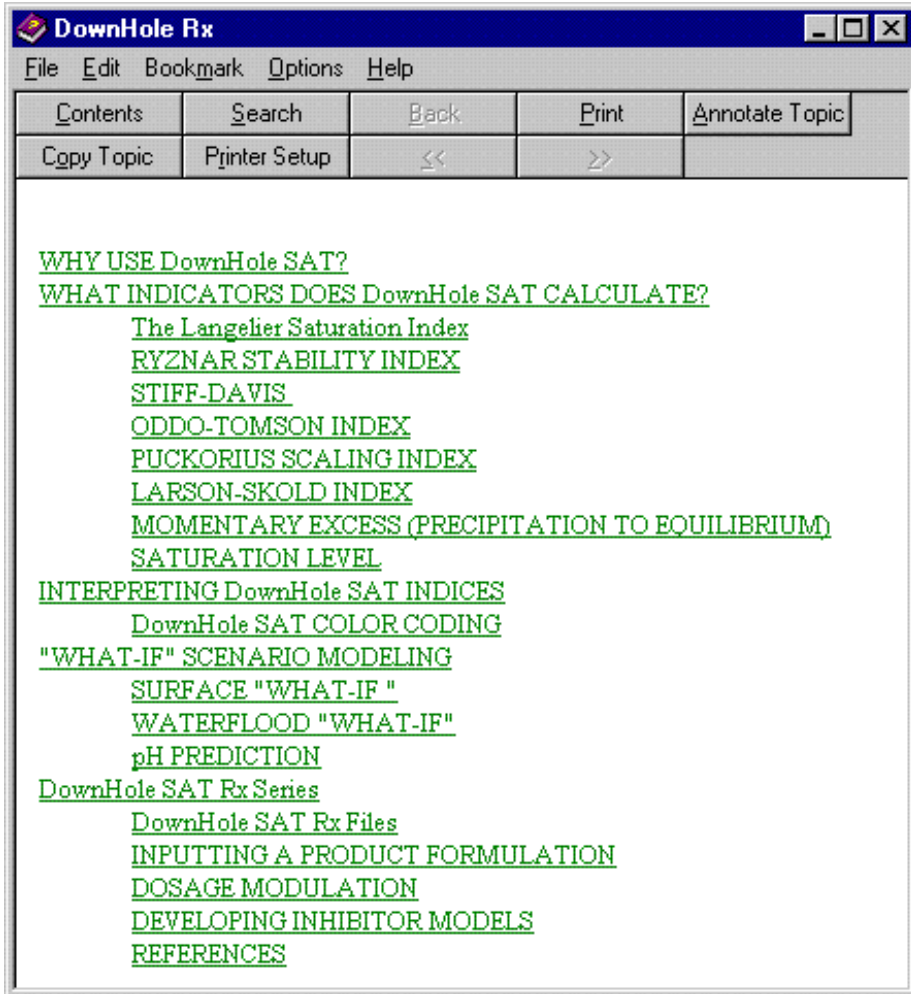 DownHole Rx
File Edit Bookmark Options Help
Contents Search Back Print Annotate Topic
Copy Topic Printer Setup << >>
WHY USE DownHole SAT?
WHAT INDICATORS DOES DownHole SAT CALCULATE?
The Langelier Saturation Index
RYZNAR STABILITY INDEX
STIFF-DAVIS
ODDO-TOMSON INDEX
PUCKORIUS SCALING INDEX
LARSON-SKOLD INDEX
MOMENTARY EXCESS (PRECIPITATION TO EQUILIBRIUM)
SATURATION LEVEL
INTERPRETING DownHole SAT INDICES
DownHole SAT COLOR CODING
"WHAT-IF" SCENARIO MODELING
SURFACE "WHAT-IF "
WATERFLOOD "WHAT-IF"
pH PREDICTION
DownHole SAT Rx Series
DownHole SAT Rx Files
INPUTTING A PRODUCT FORMULATION
DOSAGE MODULATION
DEVELOPING INHIBITOR MODELS
REFERENCES